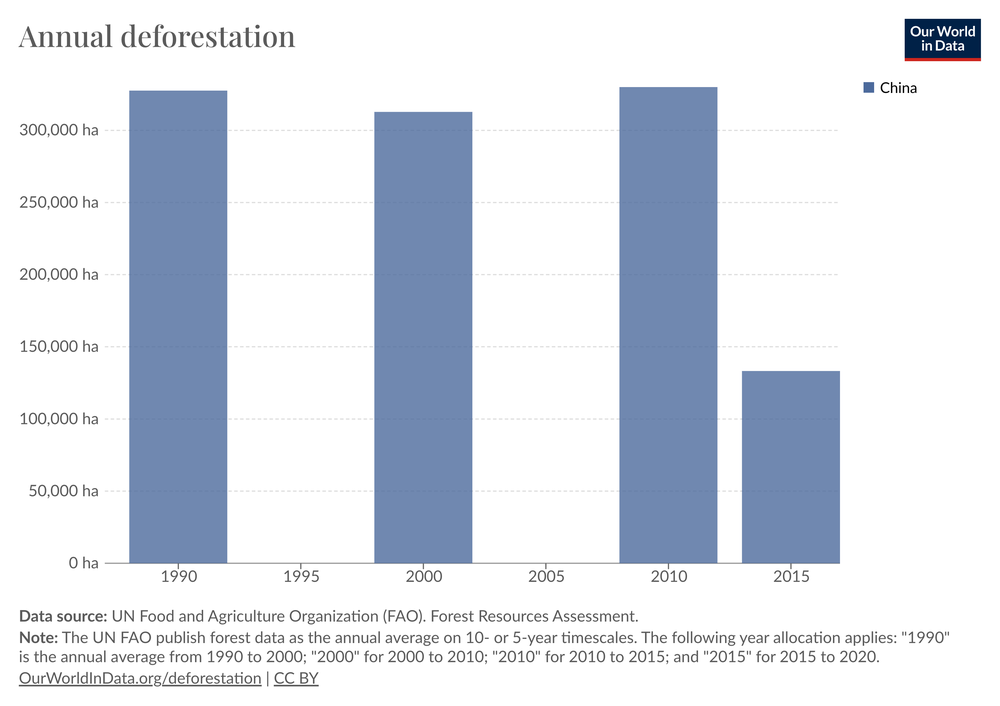 Annual deforestation
Our World
in Data
China
300,000 ha
250,000 ha
200,000 ha
150,000 ha
100,000 ha
50,000 ha
0 ha
1990 1995 2000 2005 2010 2015
Data source: UN Food and Agriculture Organization (FAO). Forest Resources Assessment.
Note: The UN FAO publish forest data as the annual average on 10- or 5-year timescales. The following year allocation applies: "1990"
is the annual average from 1990 to 2000; "2000" for 2000 to 2010; "2010" for 2010 to 2015; and "2015" for 2015 to 2020.
OurWorldInData.org/deforestation | CC BY